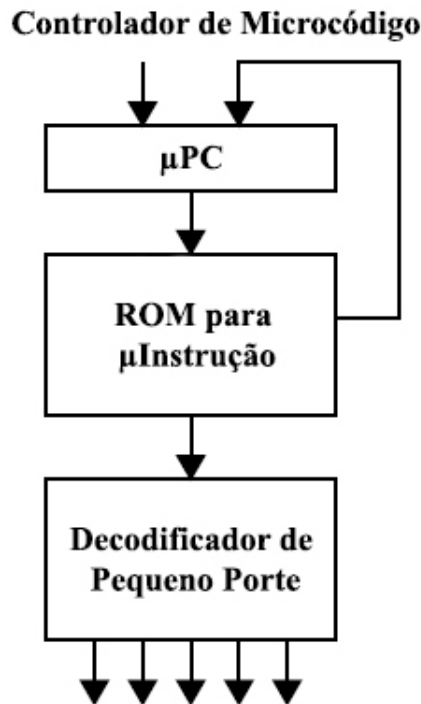 Controlador de Microcódigo
μPC
ROM para
μInstrução
Decodificador de
Pequeno Porte